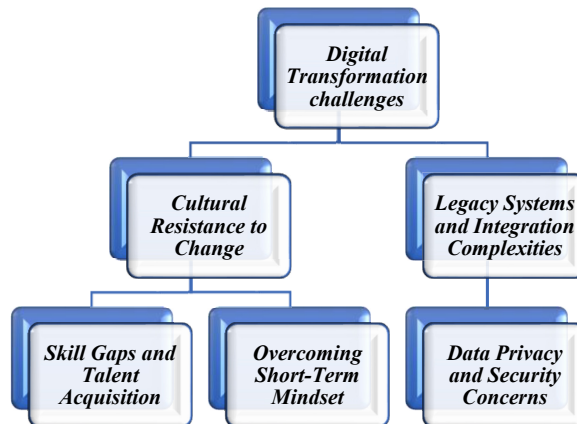 Digital
Transformation
challenges
Cultural
Resistance to
Change
Legacy Systems
and Integration
Complexities
Skill Gaps and
Talent
Acquisition
Overcoming
Short-Term
Mindset
Data Privacy
and Security
Concerns